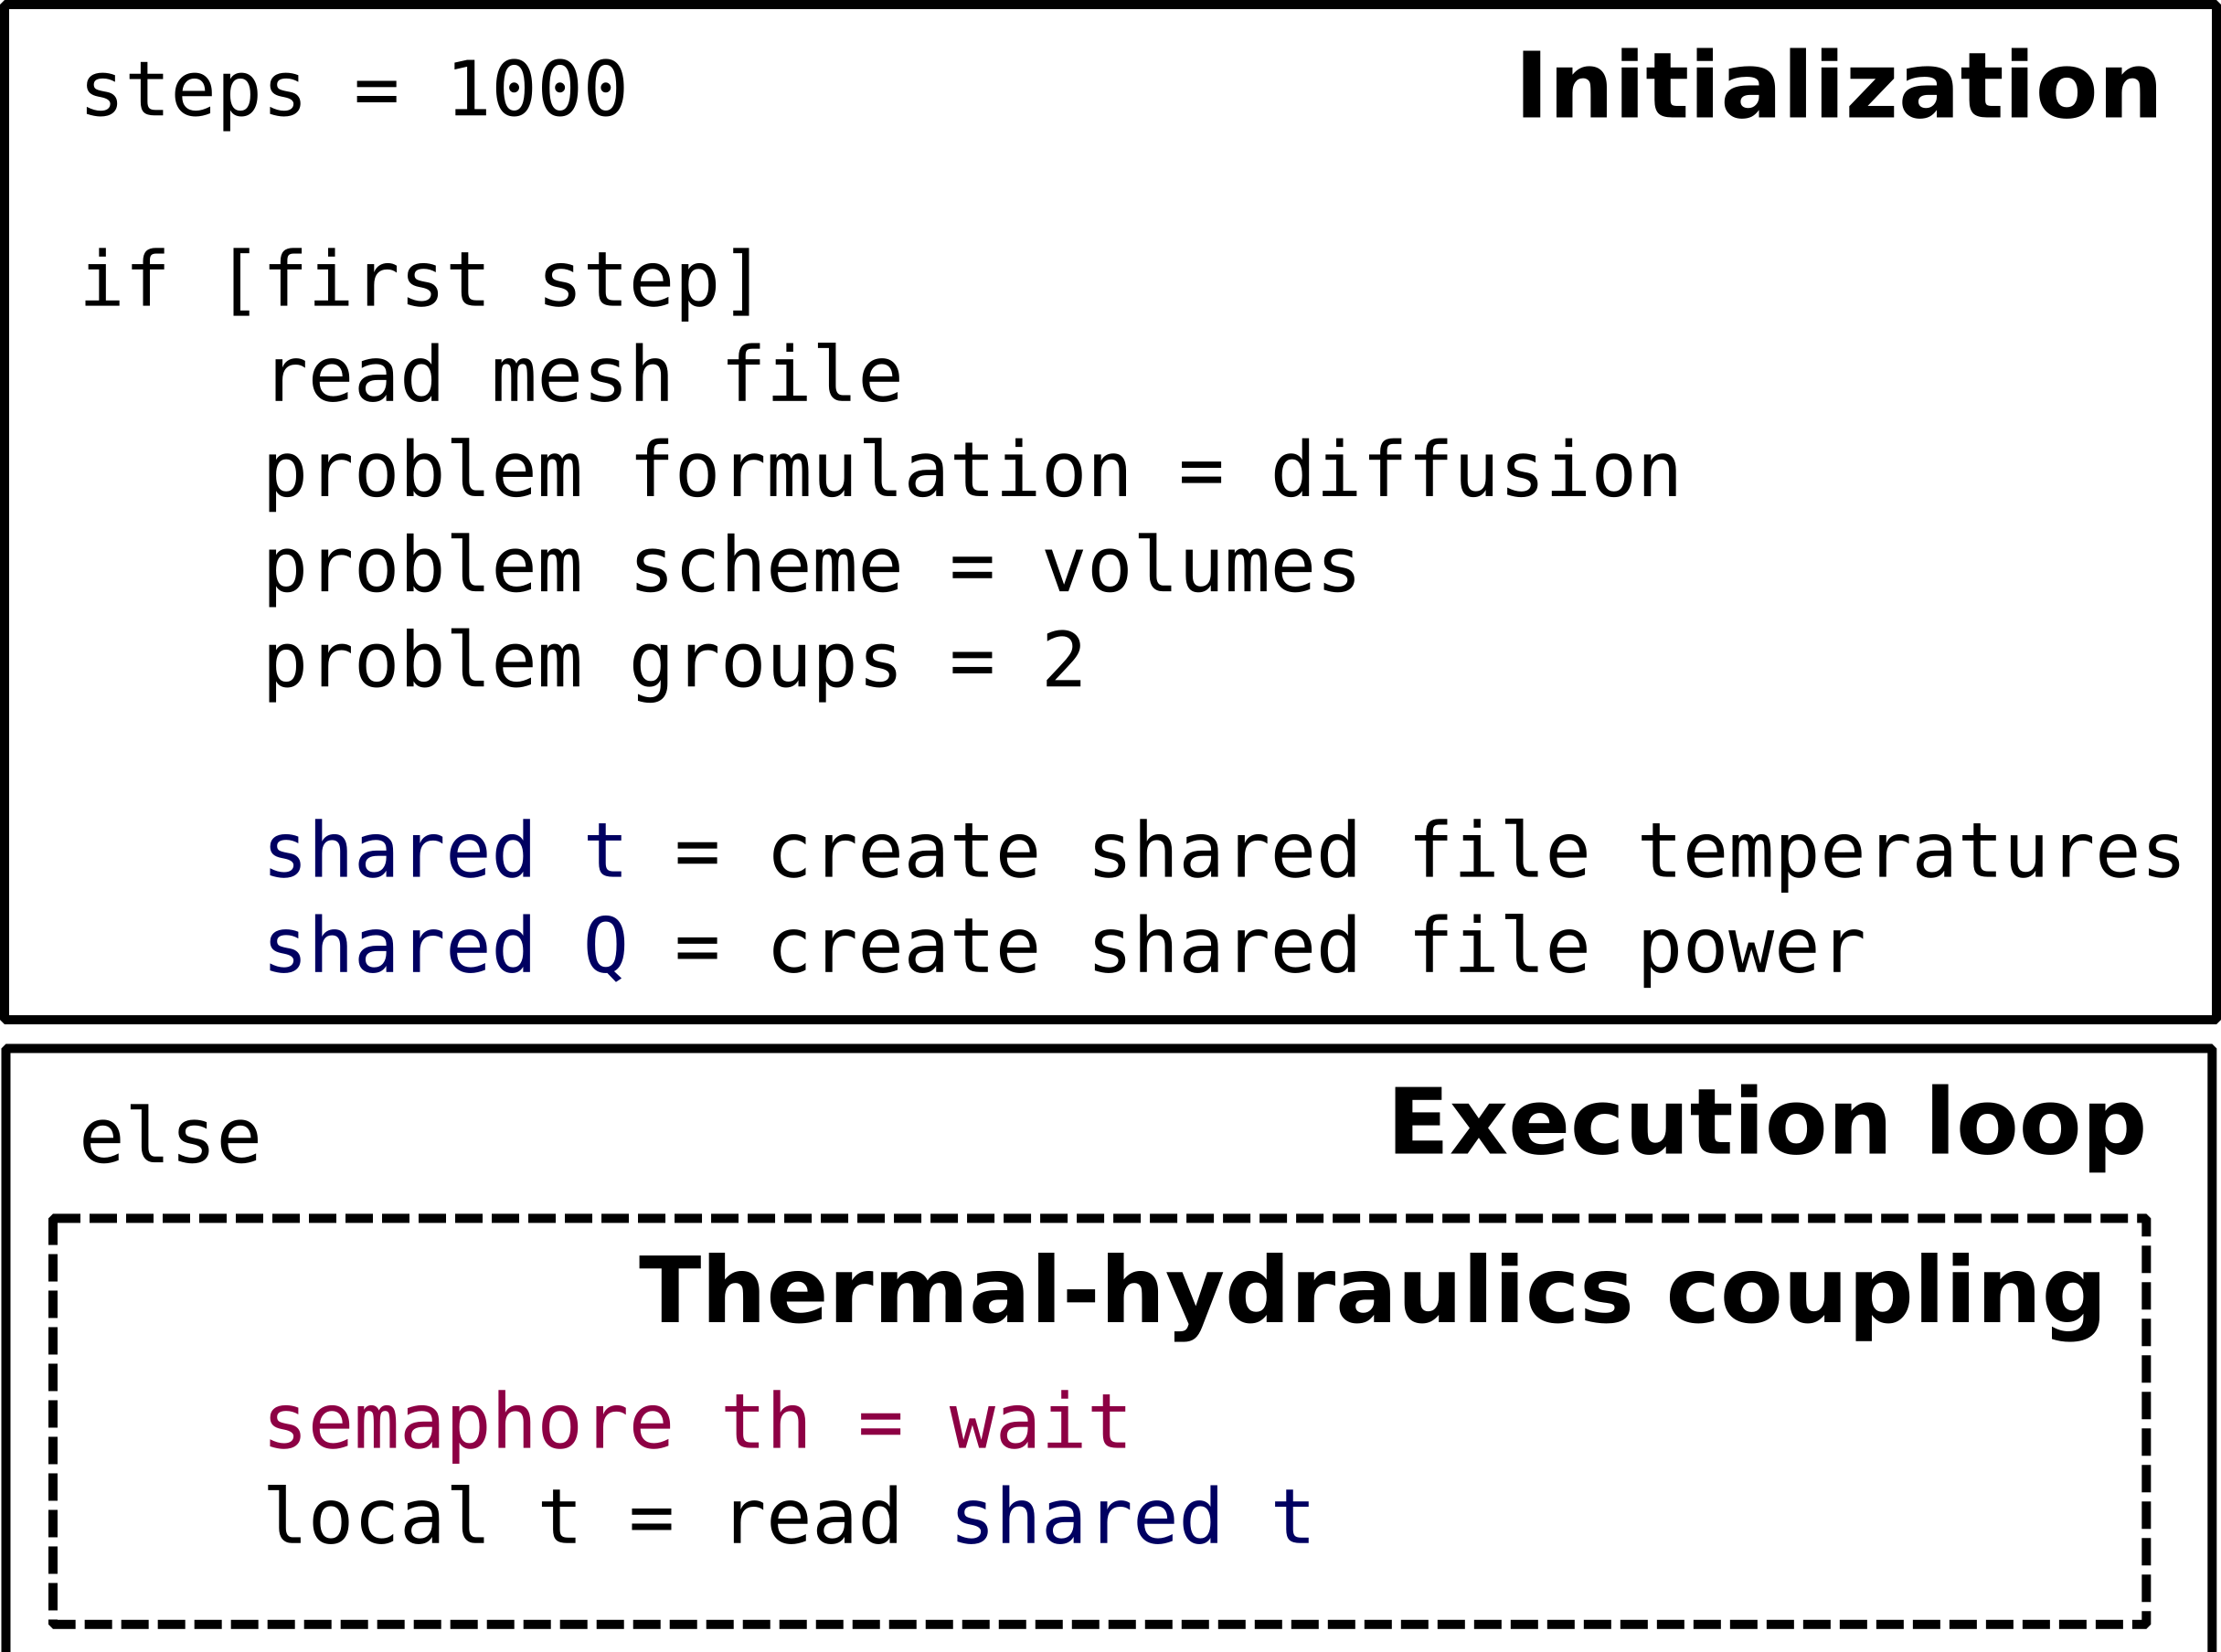 steps = 1000
Initialization
if [first step]
read mesh file
problem formulation = diffusion
problem scheme = volumes
problem groups = 2
shared t = create shared file temperatures
shared Q = create shared file power
Execution loop
else
Thermal-hydraulics coupling
semaphore th = wait
local t = read shared t